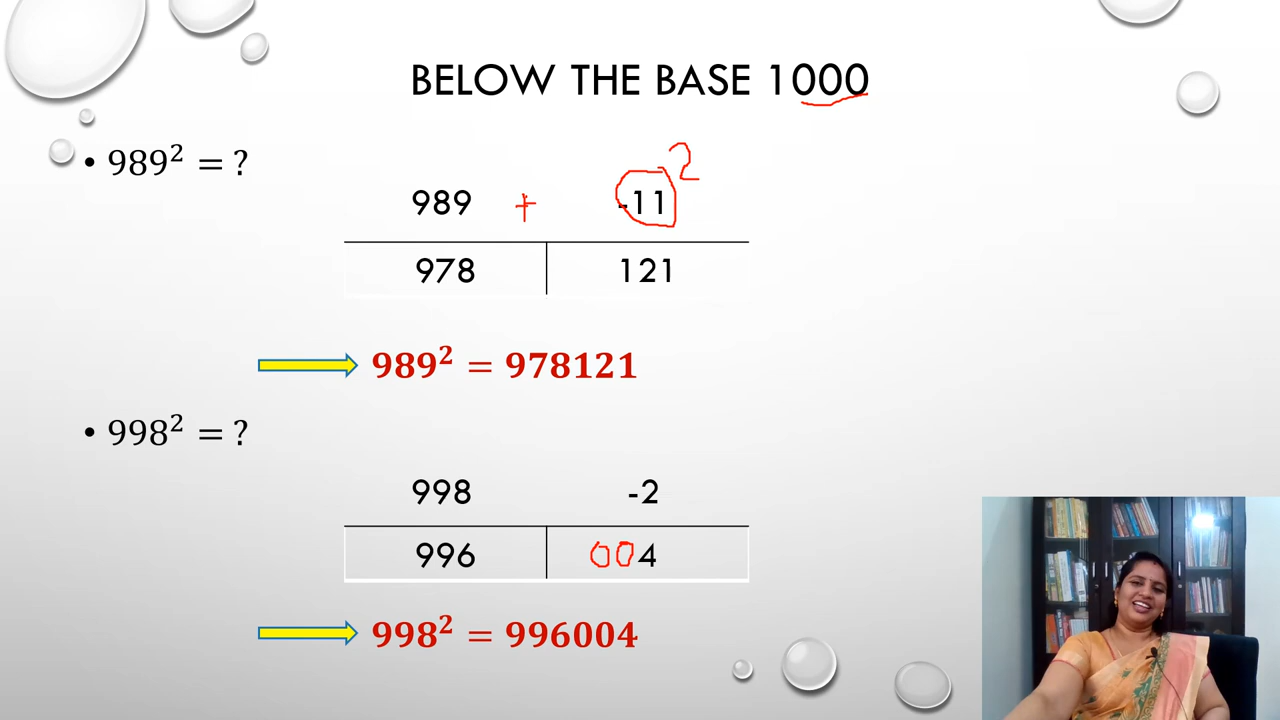 BELOW THE BASE 1000
• 989² = ?
2
989 + -11
978 121
989² = 978121
• 998² = ?
998 -2
996 004
998² = 996004